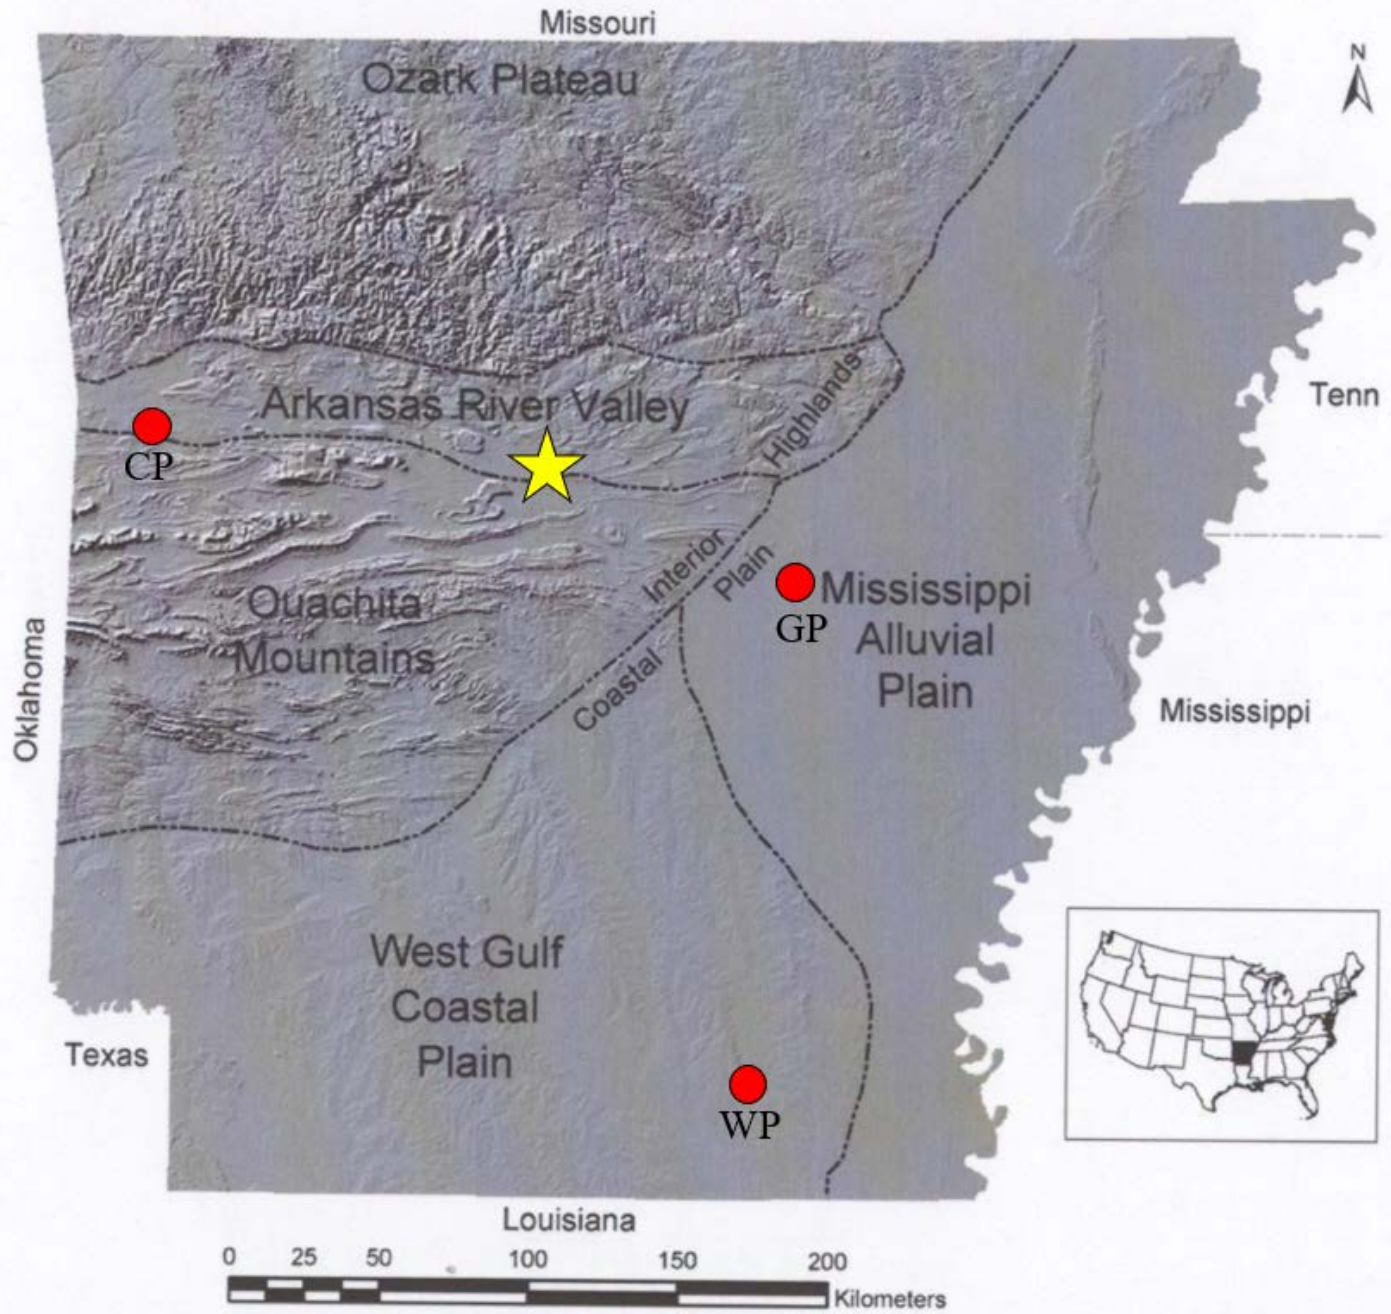 Missouri
N
Ozark Plateau
Tenn
Arkansas River Valley
Highlands
CP
Interior
Plain
Mississippi
Alluvial
Plain
GP
Ouachita
Mountains
Coastal
Oklahoma
Mississippi
West Gulf
Coastal
Plain
Texas
WP
Louisiana
0 25 50 100 150 200
Kilometers